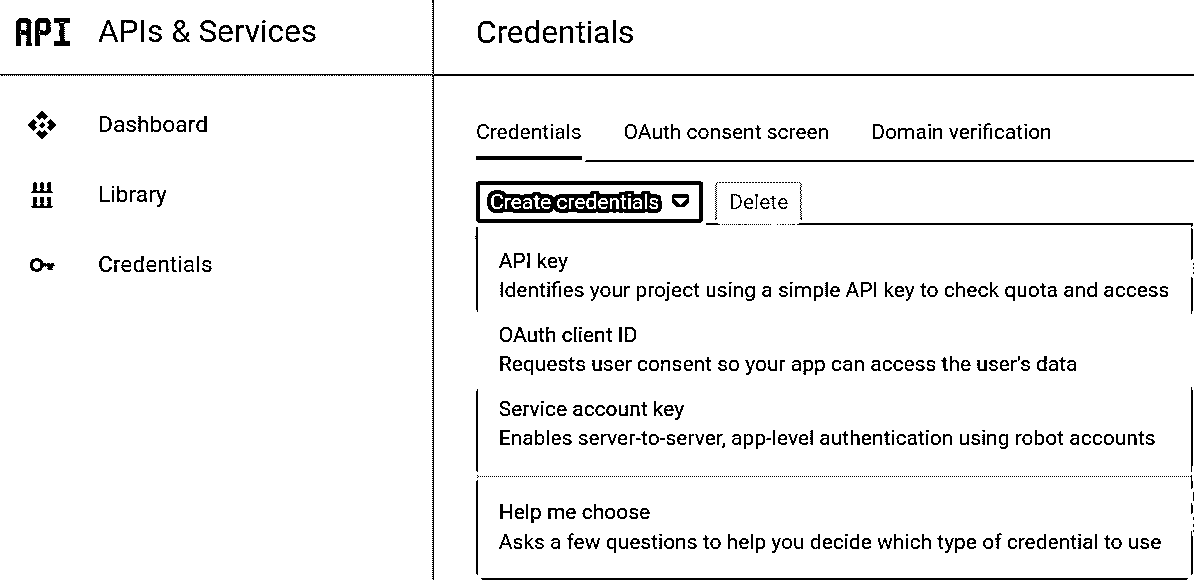 API APIs & Services
Credentials
Dashboard
Library
Credentials
Credentials OAuth consent screen Domain verification
Create credentials Delete
API key
Identifies your project using a simple API key to check quota and access
OAuth client ID
Requests user consent so your app can access the user's data
Service account key
Enables server-to-server, app-level authentication using robot accounts
Help me choose
Asks a few questions to help you decide which type of credential to use